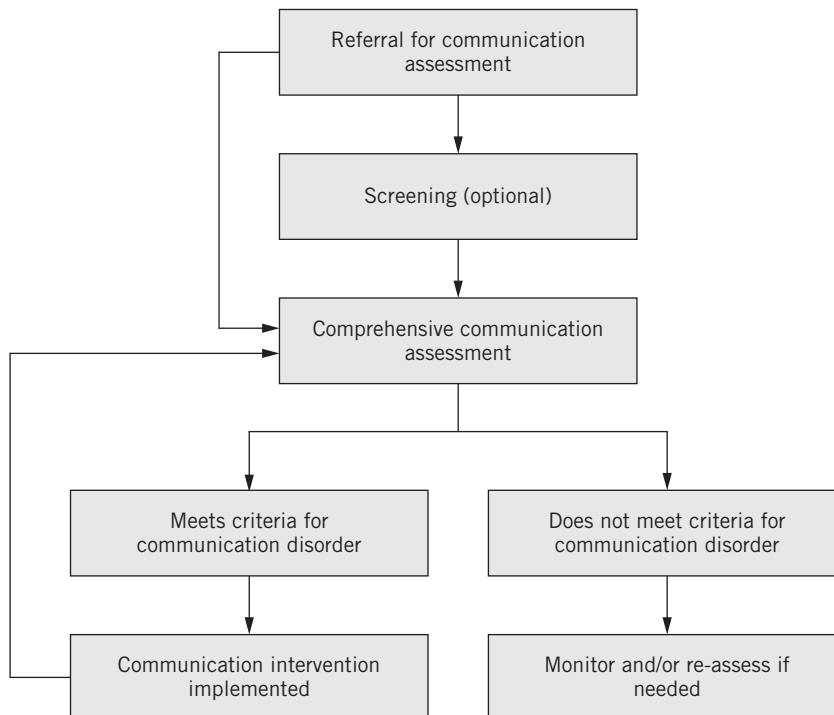 Referral for communication
assessment
Screening (optional)
Comprehensive communication
assessment
Meets criteria for
communication disorder
Does not meet criteria for
communication disorder
Communication intervention
implemented
Monitor and/or re-assess if
needed